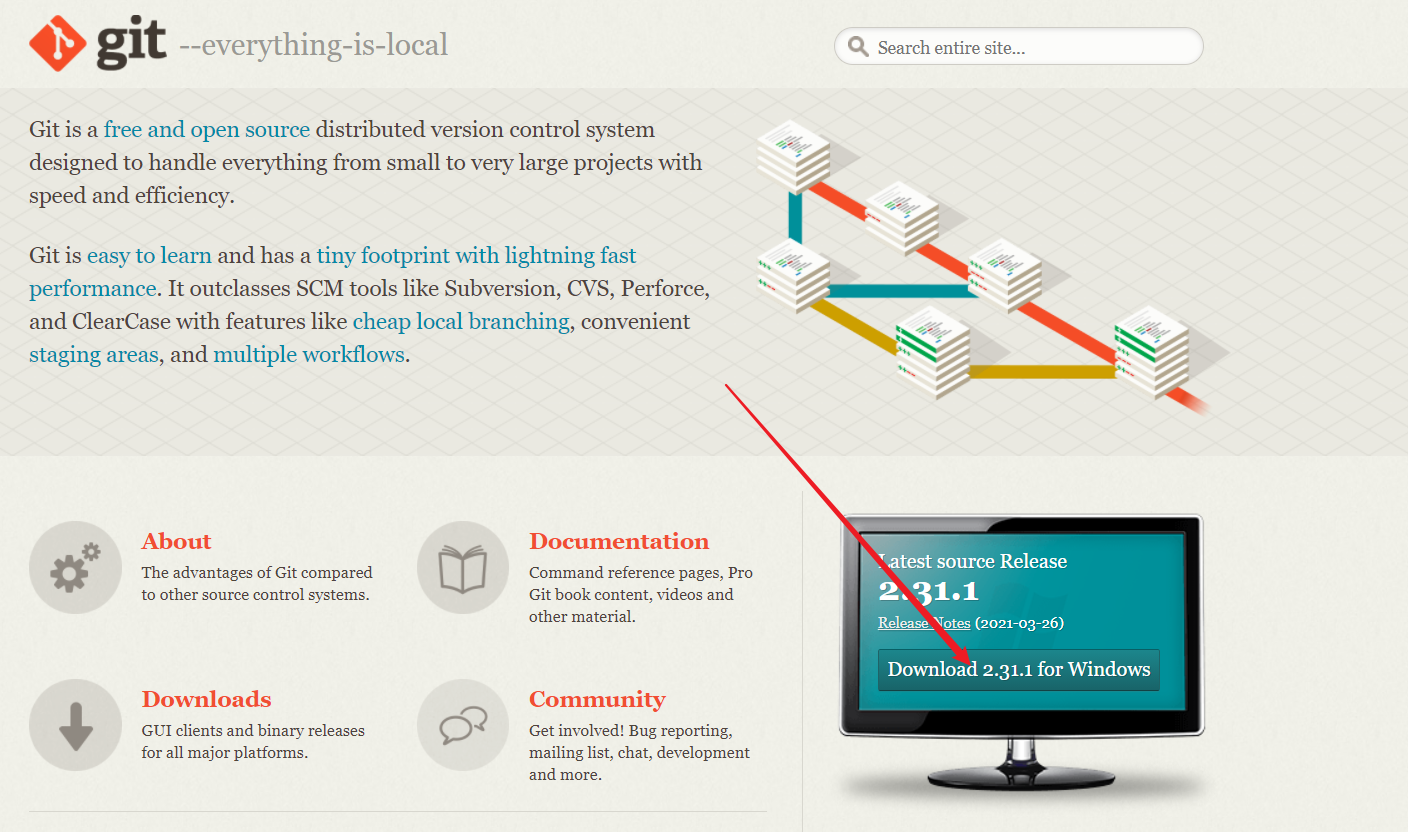 git --everything-is-local
Search entire site...
Git is a free and open source distributed version control system
designed to handle everything from small to very large projects with
speed and efficiency.
Git is easy to learn and has a tiny footprint with lightning fast
performance. It outclasses SCM tools like Subversion, CVS, Perforce,
and ClearCase with features like cheap local branching, convenient
staging areas, and multiple workflows.
About
The advantages of Git compared
to other source control systems.
Documentation
Command reference pages, Pro
Git book content, videos and
other material.
Downloads
GUI clients and binary releases
for all major platforms.
Community
Get involved! Bug reporting,
mailing list, chat, development
and more.
Latest source Release
2.31.1
Release Notes (2021-03-26)
Download 2.31.1 for Windows